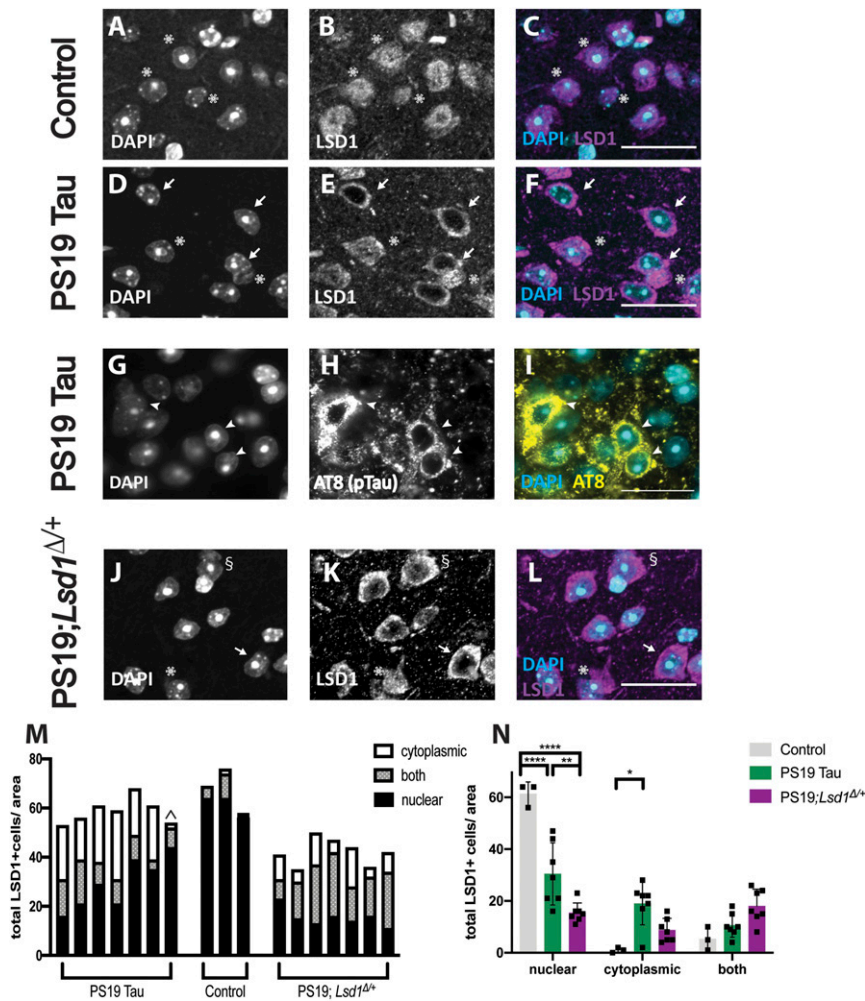 Control
A
*
*
*
DAPI
B
*
*
*
LSD1
C
*
*
*
DAPI LSD1
PS19 Tau
D
*
*
DAPI
E
*
*
LSD1
F
*
*
DAPI LSD1
PS19 Tau
G
DAPI
H
AT8 (pTau)
I
DAPI AT8
PS19;Lsd1Δ/+
J
§
*
DAPI
K
§
*
LSD1
L
§
*
DAPI
LSD1
M
total LSD1+cells/ area
80
60
40
20
0
cytoplasmic
both
nuclear
^
PS19 Tau
Control
PS19; Lsd1Δ/+
N
total LSD1+ cells/ area
60
40
20
0
****
****
**
*
Control
PS19 Tau
PS19;Lsd1Δ/+
nuclear
cytoplasmic
both